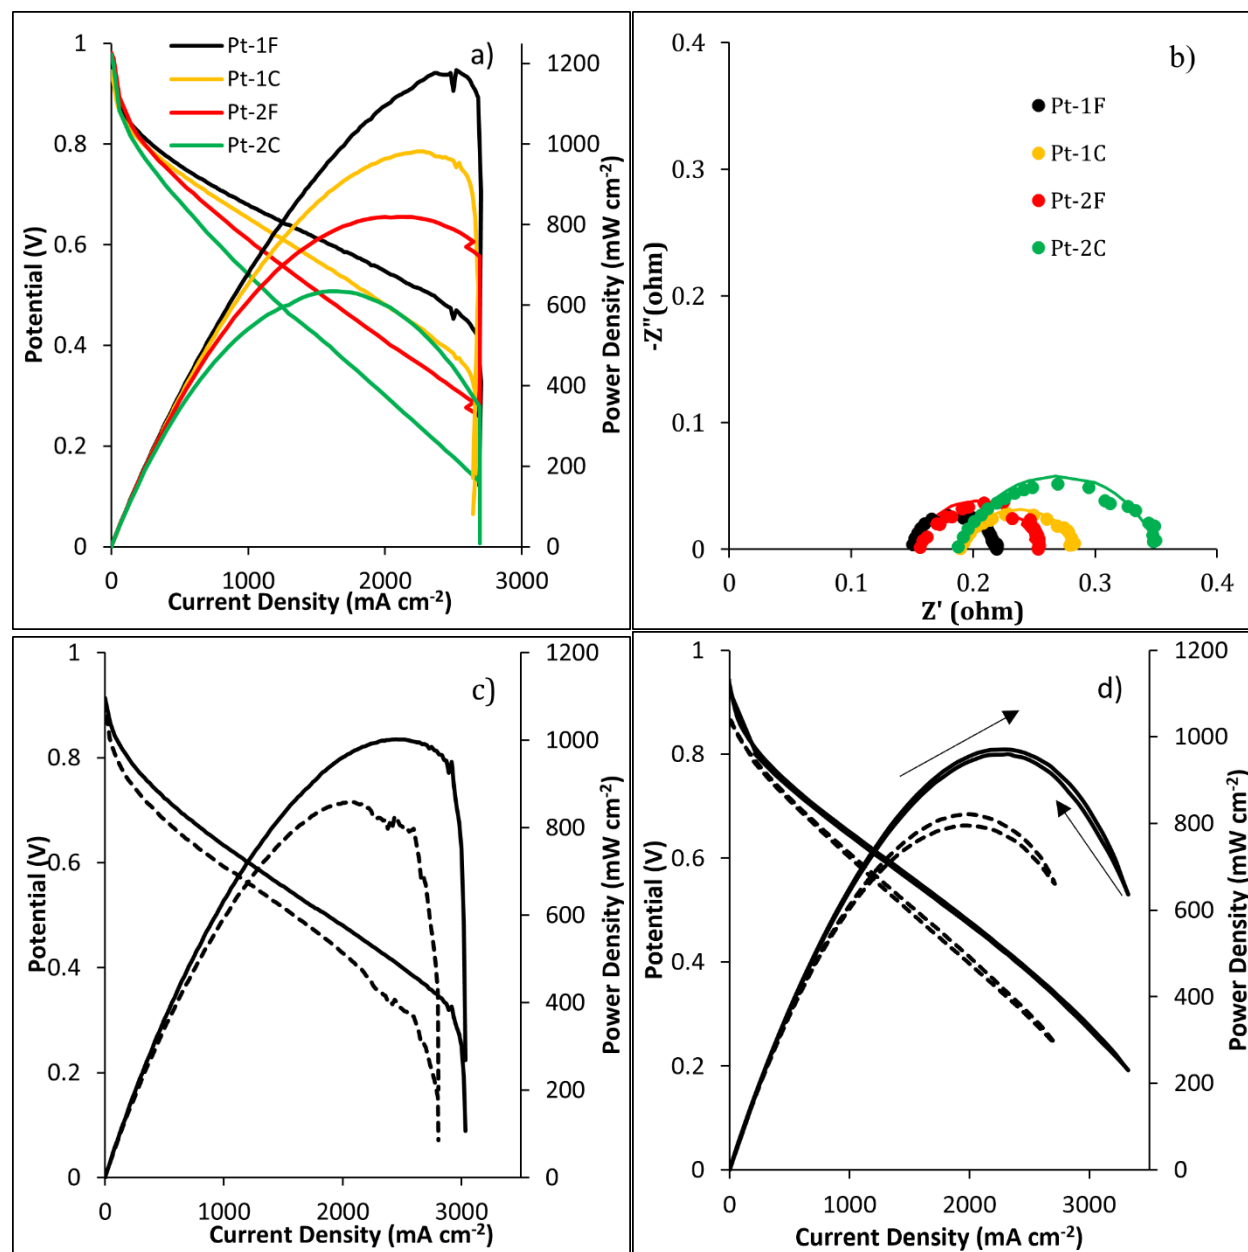 a)
Pt-1F
Pt-1C
Pt-2F
Pt-2C
1
0.8
0.6
0.4
0.2
0
Potential (V)
1200
1000
800
600
400
200
0
Power Density (mW cm-2)
0
1000
2000
3000
Current Density (mA cm-2)
b)
Pt-1F
Pt-1C
Pt-2F
Pt-2C
0.4
0.3
0.2
0.1
0
-Z"(ohm)
0
0.1
0.2
0.3
0.4
Z' (ohm)
c)
1
0.8
0.6
0.4
0.2
0
Potential (V)
1200
1000
800
600
400
200
0
Power Density (mW cm-2)
0
1000
2000
3000
Current Density (mA cm-2)
d)
1
0.8
0.6
0.4
0.2
0
Potential (V)
1200
1000
800
600
400
200
0
Power Density (mW cm-2)
0
1000
2000
3000
Current Density (mA cm-2)